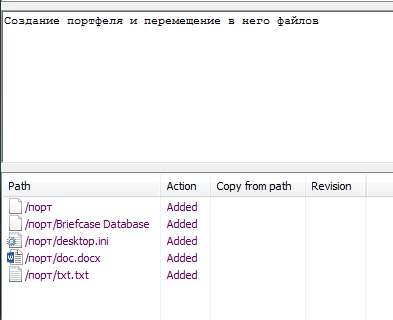 Создание портфеля и перемещение в него файлов
Path Action Copy from path Revision
/порт Added
/порт/Briefcase Database Added
/порт/desktop.ini Added
/порт/doc.docx Added
/порт/txt.txt Added